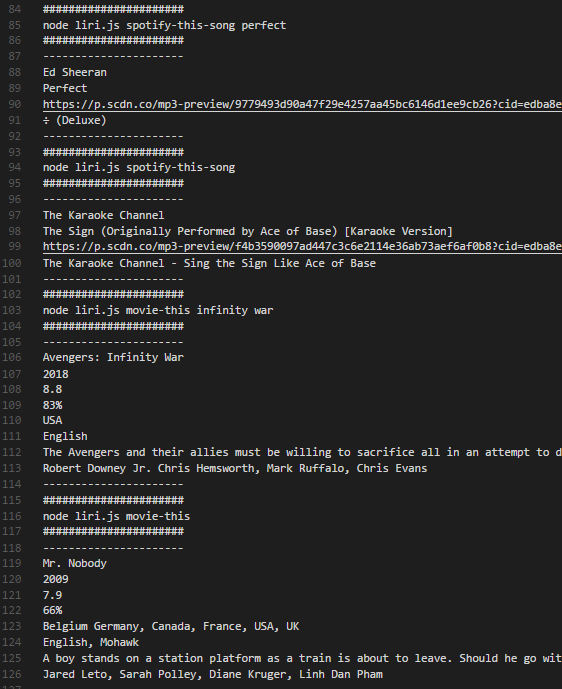 84 ######################
85 node liri.js spotify-this-song perfect
86 ######################
87 ----------------------
88 Ed Sheeran
89 Perfect
90 https://p.scdn.co/mp3-preview/9779493d90a47f29e4257aa45bc6146d1ee9cb26?cid=edba8e
91 ÷ (Deluxe)
92 ----------------------
93 ######################
94 node liri.js spotify-this-song
95 ######################
96 ----------------------
97 The Karaoke Channel
98 The Sign (Originally Performed by Ace of Base) [Karaoke Version]
99 https://p.scdn.co/mp3-preview/f4b3590097ad447c3c6e2114e36ab73aef6af0b8?cid=edba8e
100 The Karaoke Channel - Sing the Sign Like Ace of Base
101 ----------------------
102 ######################
103 node liri.js movie-this infinity war
104 ######################
105 ----------------------
106 Avengers: Infinity War
107 2018
108 8.8
109 83%
110 USA
111 English
112 The Avengers and their allies must be willing to sacrifice all in an attempt to d
113 Robert Downey Jr. Chris Hemsworth, Mark Ruffalo, Chris Evans
114 ----------------------
115 ######################
116 node liri.js movie-this
117 ######################
118 ----------------------
119 Mr. Nobody
120 2009
121 7.9
122 66%
123 Belgium Germany, Canada, France, USA, UK
124 English, Mohawk
125 A boy stands on a station platform as a train is about to leave. Should he go wit
126 Jared Leto, Sarah Polley, Diane Kruger, Linh Dan Pham